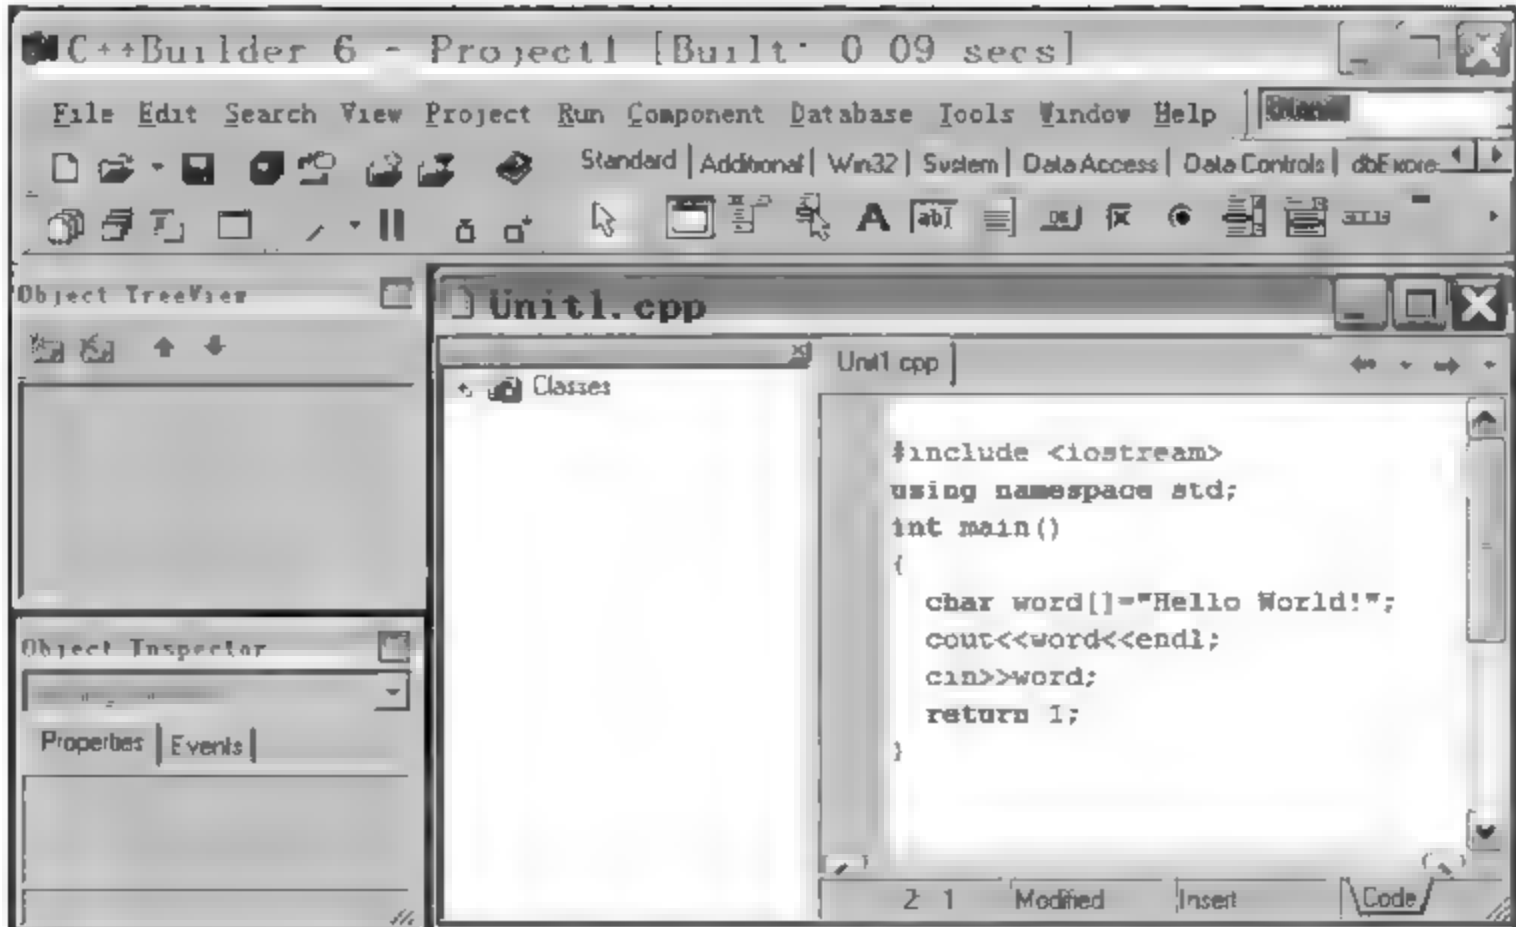 C++Builder 6 - Project1 [Built: 0 09 secs]
File Edit Search View Project Run Component Database Tools Window Help
Standard Additional Win32 System Data Access Data Controls dbExpre
Object TreeView
Unit1.cpp
Classes
Unit1 cpp
#include <iostream>
using namespace std;
int main()
{
char word[]="Hello World!";
cout<<word<<endl;
cin>>word;
return 1;
}
Object Inspector
Properties Events
2 1 Modified Insert Code